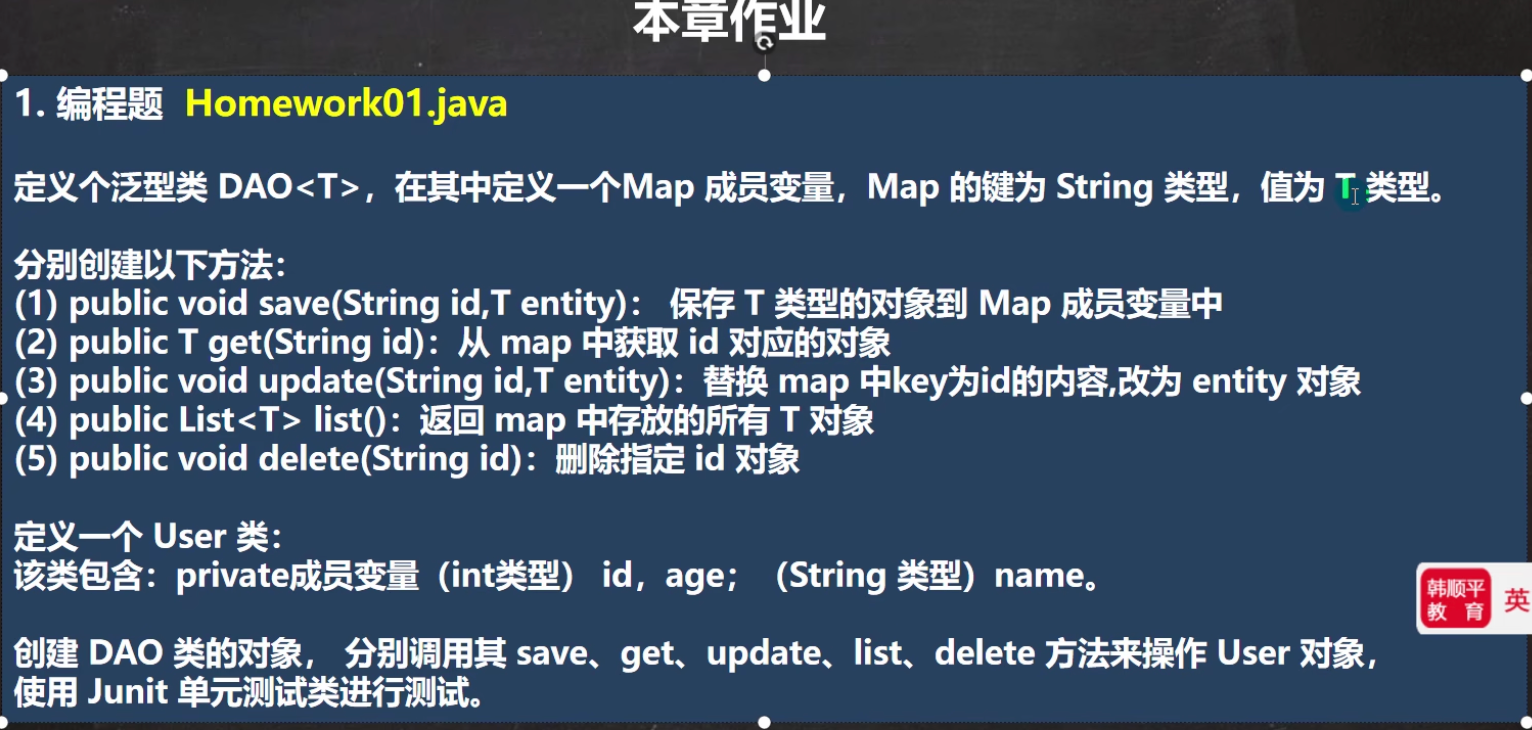 本章作业
1. 编程题 Homework01.java
定义个泛型类 DAO<T>，在其中定义一个Map 成员变量，Map 的键为 String 类型，值为 T 类型。
分别创建以下方法：
(1) public void save(String id,T entity)： 保存 T 类型的对象到 Map 成员变量中
(2) public T get(String id)：从 map 中获取 id 对应的对象
(3) public void update(String id,T entity)：替换 map 中key为id的内容,改为 entity 对象
(4) public List<T> list()：返回 map 中存放的所有 T 对象
(5) public void delete(String id)：删除指定 id 对象
定义一个 User 类：
该类包含：private成员变量（int类型） id，age；（String 类型）name。
创建 DAO 类的对象， 分别调用其 save、get、update、list、delete 方法来操作 User 对象，
使用 Junit 单元测试类进行测试。
韩顺平
教 育
英